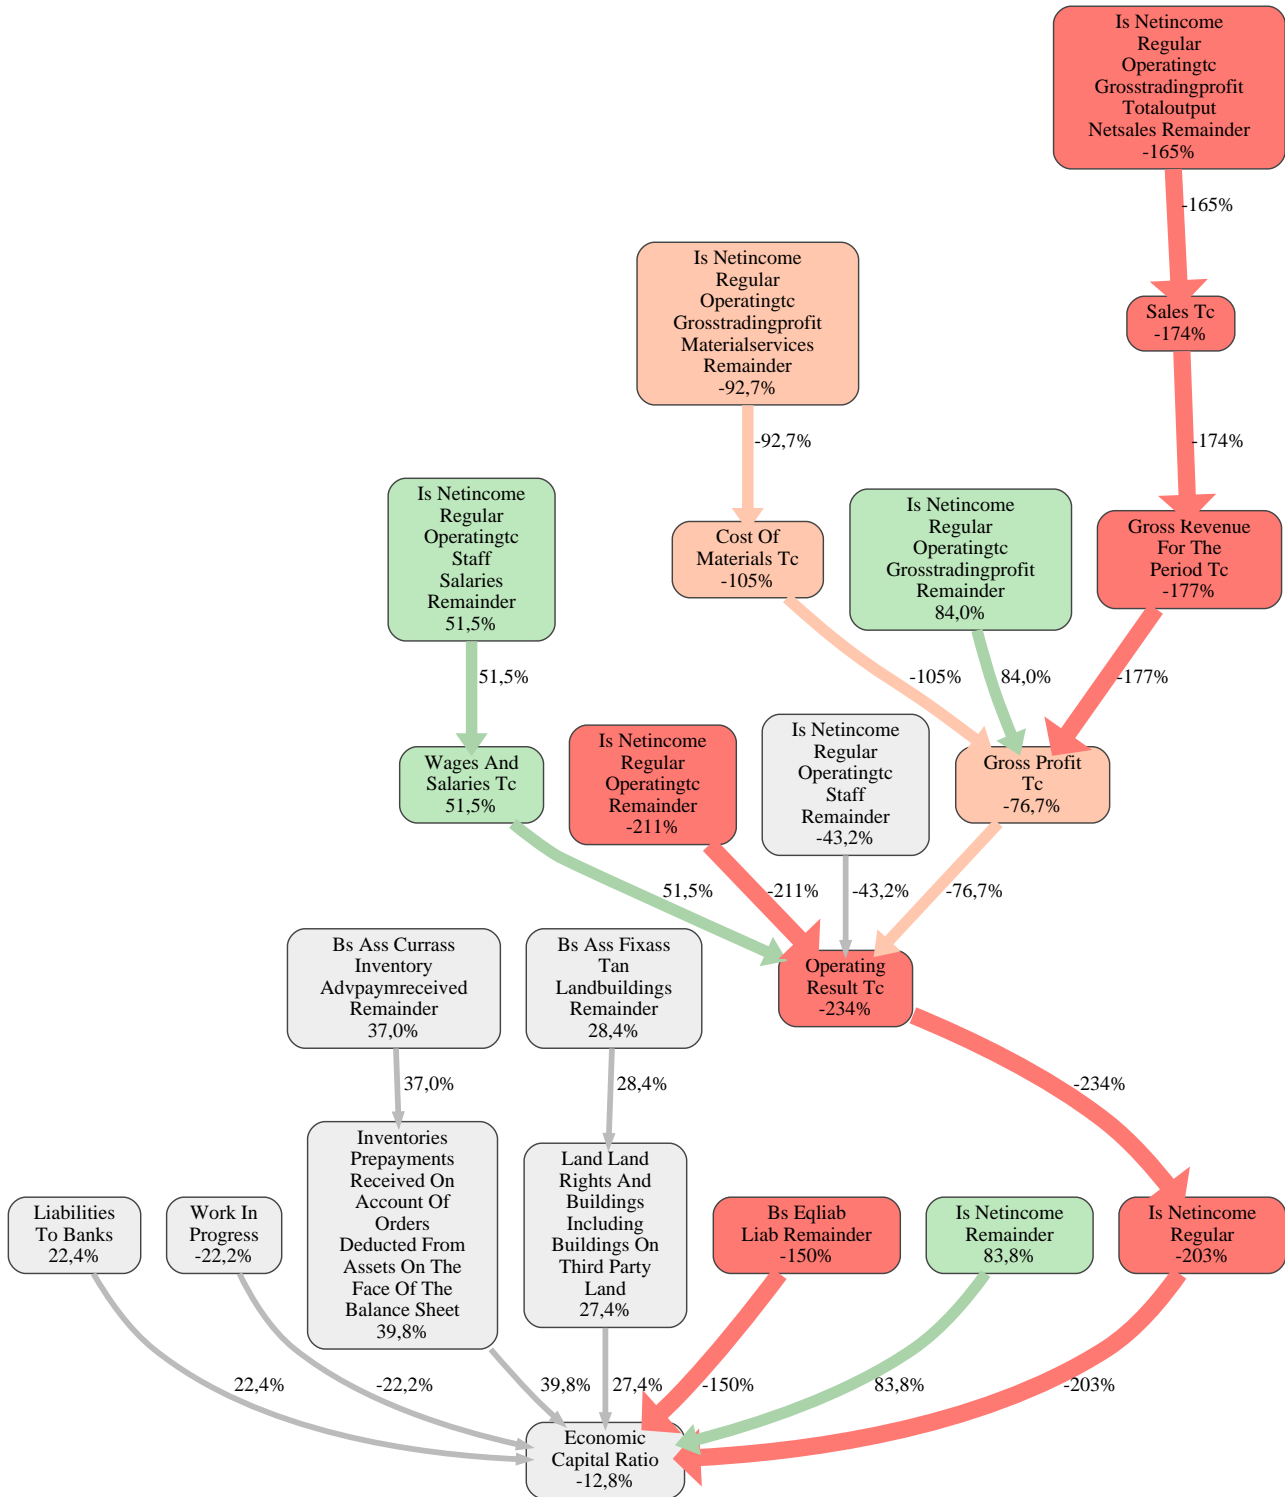 Is Netincome
Regular
Operatingtc
Grosstradingprofit
Totaloutput
Netsales Remainder
-165%
-165%
Is Netincome
Regular
Operatingtc
Grosstradingprofit
Materialservices
Remainder
-92,7%
Sales Tc
-174%
-92,7%
-174%
Is Netincome
Regular
Operatingtc
Staff
Salaries
Remainder
51,5%
Cost Of
Materials Tc
-105%
Is Netincome
Regular
Operatingtc
Grosstradingprofit
Remainder
84,0%
Gross Revenue
For The
Period Tc
-177%
51,5%
-105%
84,0%
-177%
Wages And
Salaries Tc
51,5%
Is Netincome
Regular
Operatingtc
Remainder
-211%
Is Netincome
Regular
Operatingtc
Staff
Remainder
-43,2%
Gross Profit
Tc
-76,7%
51,5%
-211%
-43,2%
-76,7%
Bs Ass Currass
Inventory
Advpaymreceived
Remainder
37,0%
Bs Ass Fixass
Tan
Landbuildings
Remainder
28,4%
Operating
Result Tc
-234%
37,0%
28,4%
-234%
Liabilities
To Banks
22,4%
Work In
Progress
-22,2%
Inventories
Prepayments
Received On
Account Of
Orders
Deducted From
Assets On The
Face Of The
Balance Sheet
39,8%
Land Land
Rights And
Buildings
Including
Buildings On
Third Party
Land
27,4%
Bs Eqliab
Liab Remainder
-150%
Is Netincome
Remainder
83,8%
Is Netincome
Regular
-203%
22,4%
-22,2%
39,8%
27,4%
-150%
83,8%
-203%
Economic
Capital Ratio
-12,8%